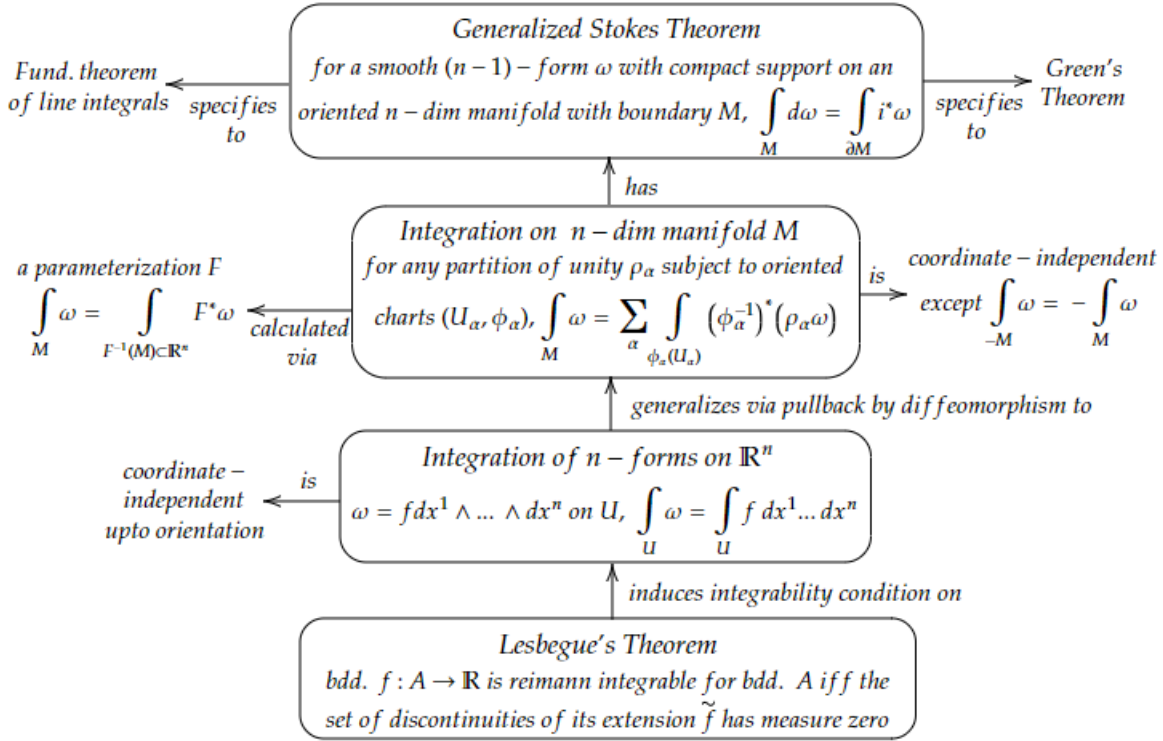 Generalized Stokes Theorem
for a smooth (n − 1) − form ω with compact support on an
oriented n − dim manifold with boundary M, ∫_M dω = ∫_{∂M} i*ω
Fund. theorem
of line integrals
specifies
to
specifies
to
Green's
Theorem
has
Integration on n − dim manifold M
for any partition of unity ρ_α subject to oriented
charts (U_α, ϕ_α), ∫_M ω = ∑_α ∫_{ϕ_α(U_α)} (ϕ_α^{−1})* (ρ_α ω)
a parameterization F
∫_M ω = ∫_{F^{−1}(M)⊂ℝ^n} F*ω
calculated
via
is
coordinate − independent
except ∫_{−M} ω = − ∫_M ω
generalizes via pullback by diffeomorphism to
Integration of n − forms on ℝ^n
ω = f dx^1 ∧ ... ∧ dx^n on U, ∫_U ω = ∫_U f dx^1... dx^n
is
coordinate −
independent
upto orientation
induces integrability condition on
Lesbegue's Theorem
bdd. f : A → ℝ is reimann integrable for bdd. A iff the
set of discontinuities of its extension f̃ has measure zero